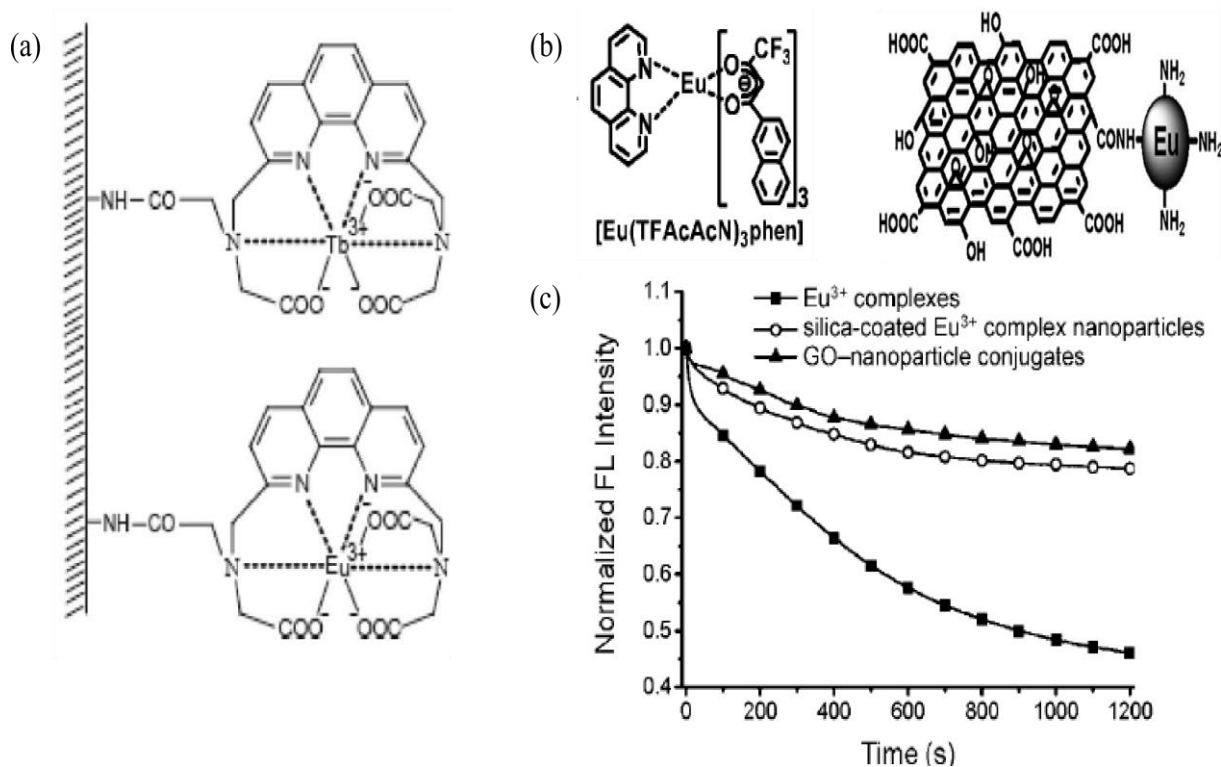 (a)
N N
NH CO
OOC -
N Tb 3+ N
COO - - OOC
N N
NH CO
OOC -
N Eu 3+ N
COO - - OOC
(b)
N Eu O CF3
N O ⊖
3
[Eu(TFAcAcN)3phen]
HO
HOOC COOH
O OH O
NH2
HO CONH Eu NH2
OH
O O
NH2
HOOC COOH
OH COOH
(c)
Eu3+ complexes
silica-coated Eu3+ complex nanoparticles
GO–nanoparticle conjugates
Normalized FL Intensity
1.1
1.0
0.9
0.8
0.7
0.6
0.5
0.4
0 200 400 600 800 1000 1200
Time (s)